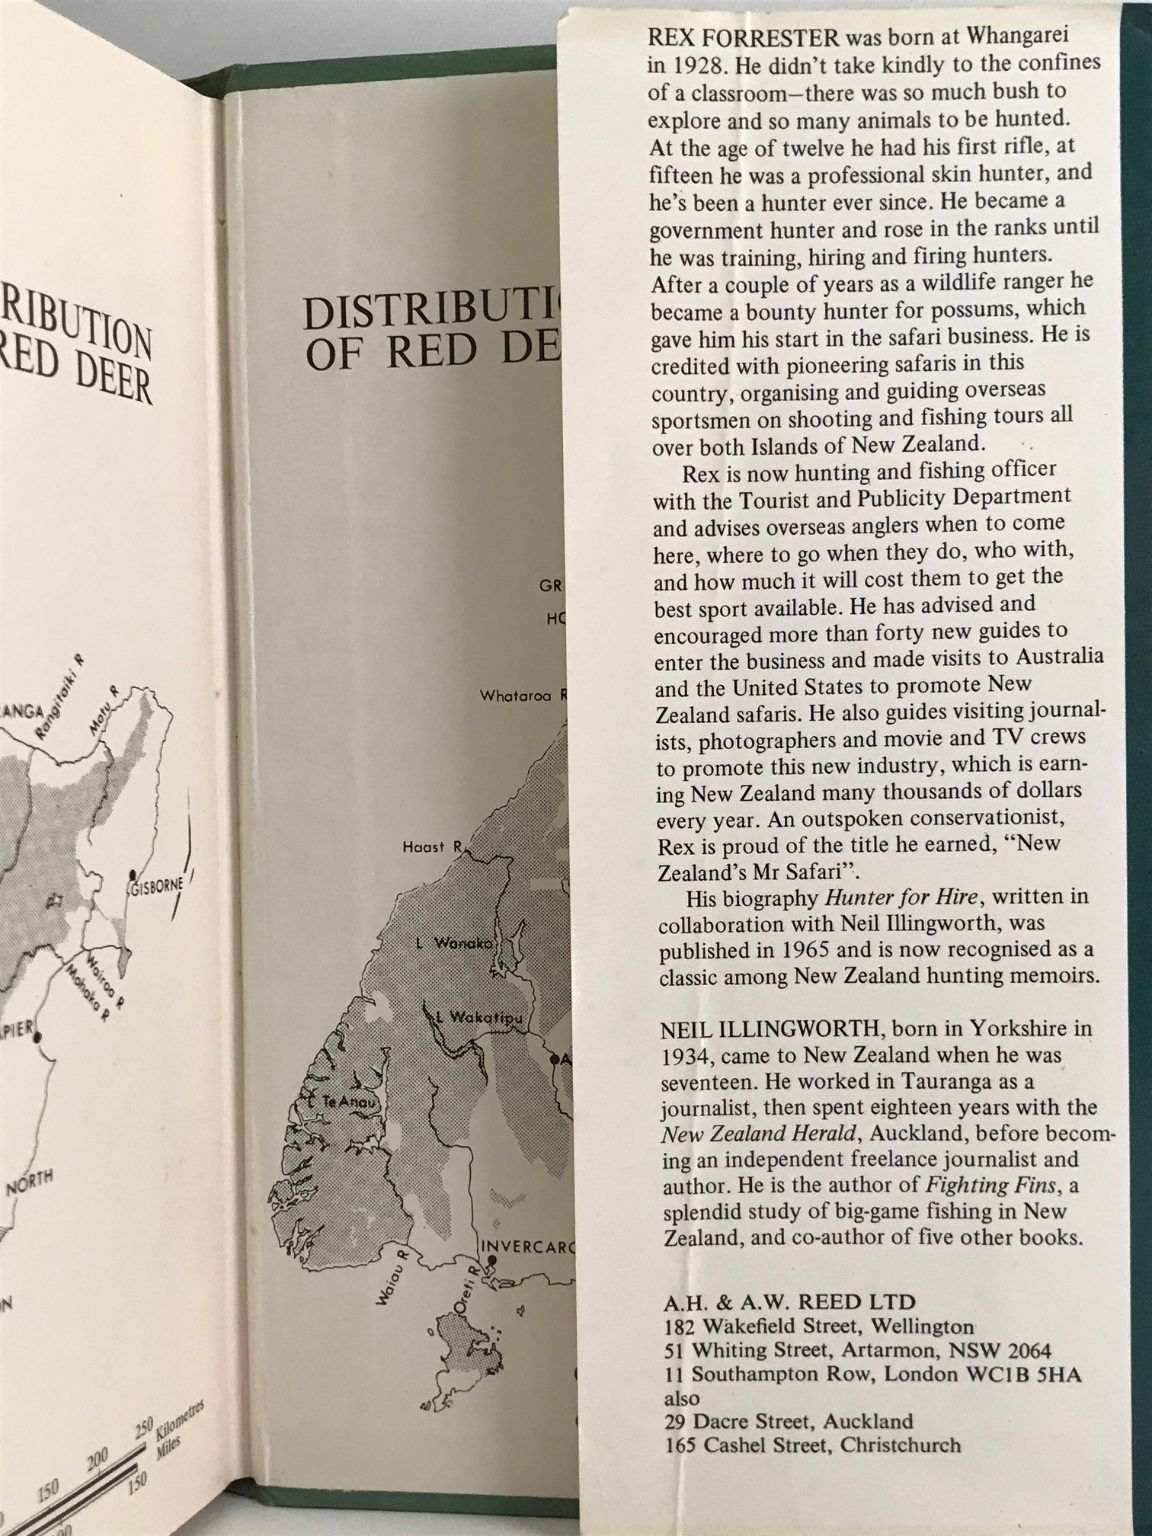 RIBUTION
RED DEER
ANGA
Rangitaiki R
Motu R
GISBORNE
Wairoa R
Mohaka R
PIER
NORTH
N
250 Kilometres
200 Miles
150
150
DISTRIBUTI
OF RED DE
GR
HO
Whataroa R
Haast R
L Wanaka
L Wakatipu
A
L TeAnau
INVERCARG
Waiau R
Oreti R
REX FORRESTER was born at Whangarei
in 1928. He didn't take kindly to the confines
of a classroom—there was so much bush to
explore and so many animals to be hunted.
At the age of twelve he had his first rifle, at
fifteen he was a professional skin hunter, and
he's been a hunter ever since. He became a
government hunter and rose in the ranks until
he was training, hiring and firing hunters.
After a couple of years as a wildlife ranger he
became a bounty hunter for possums, which
gave him his start in the safari business. He is
credited with pioneering safaris in this
country, organising and guiding overseas
sportsmen on shooting and fishing tours all
over both Islands of New Zealand.
Rex is now hunting and fishing officer
with the Tourist and Publicity Department
and advises overseas anglers when to come
here, where to go when they do, who with,
and how much it will cost them to get the
best sport available. He has advised and
encouraged more than forty new guides to
enter the business and made visits to Australia
and the United States to promote New
Zealand safaris. He also guides visiting journal-
ists, photographers and movie and TV crews
to promote this new industry, which is earn-
ing New Zealand many thousands of dollars
every year. An outspoken conservationist,
Rex is proud of the title he earned, “New
Zealand's Mr Safari”.
His biography Hunter for Hire, written in
collaboration with Neil Illingworth, was
published in 1965 and is now recognised as a
classic among New Zealand hunting memoirs.
NEIL ILLINGWORTH, born in Yorkshire in
1934, came to New Zealand when he was
seventeen. He worked in Tauranga as a
journalist, then spent eighteen years with the
New Zealand Herald, Auckland, before becom-
ing an independent freelance journalist and
author. He is the author of Fighting Fins, a
splendid study of big-game fishing in New
Zealand, and co-author of five other books.
A.H. & A.W. REED LTD
182 Wakefield Street, Wellington
51 Whiting Street, Artarmon, NSW 2064
11 Southampton Row, London WC1B 5HA
also
29 Dacre Street, Auckland
165 Cashel Street, Christchurch